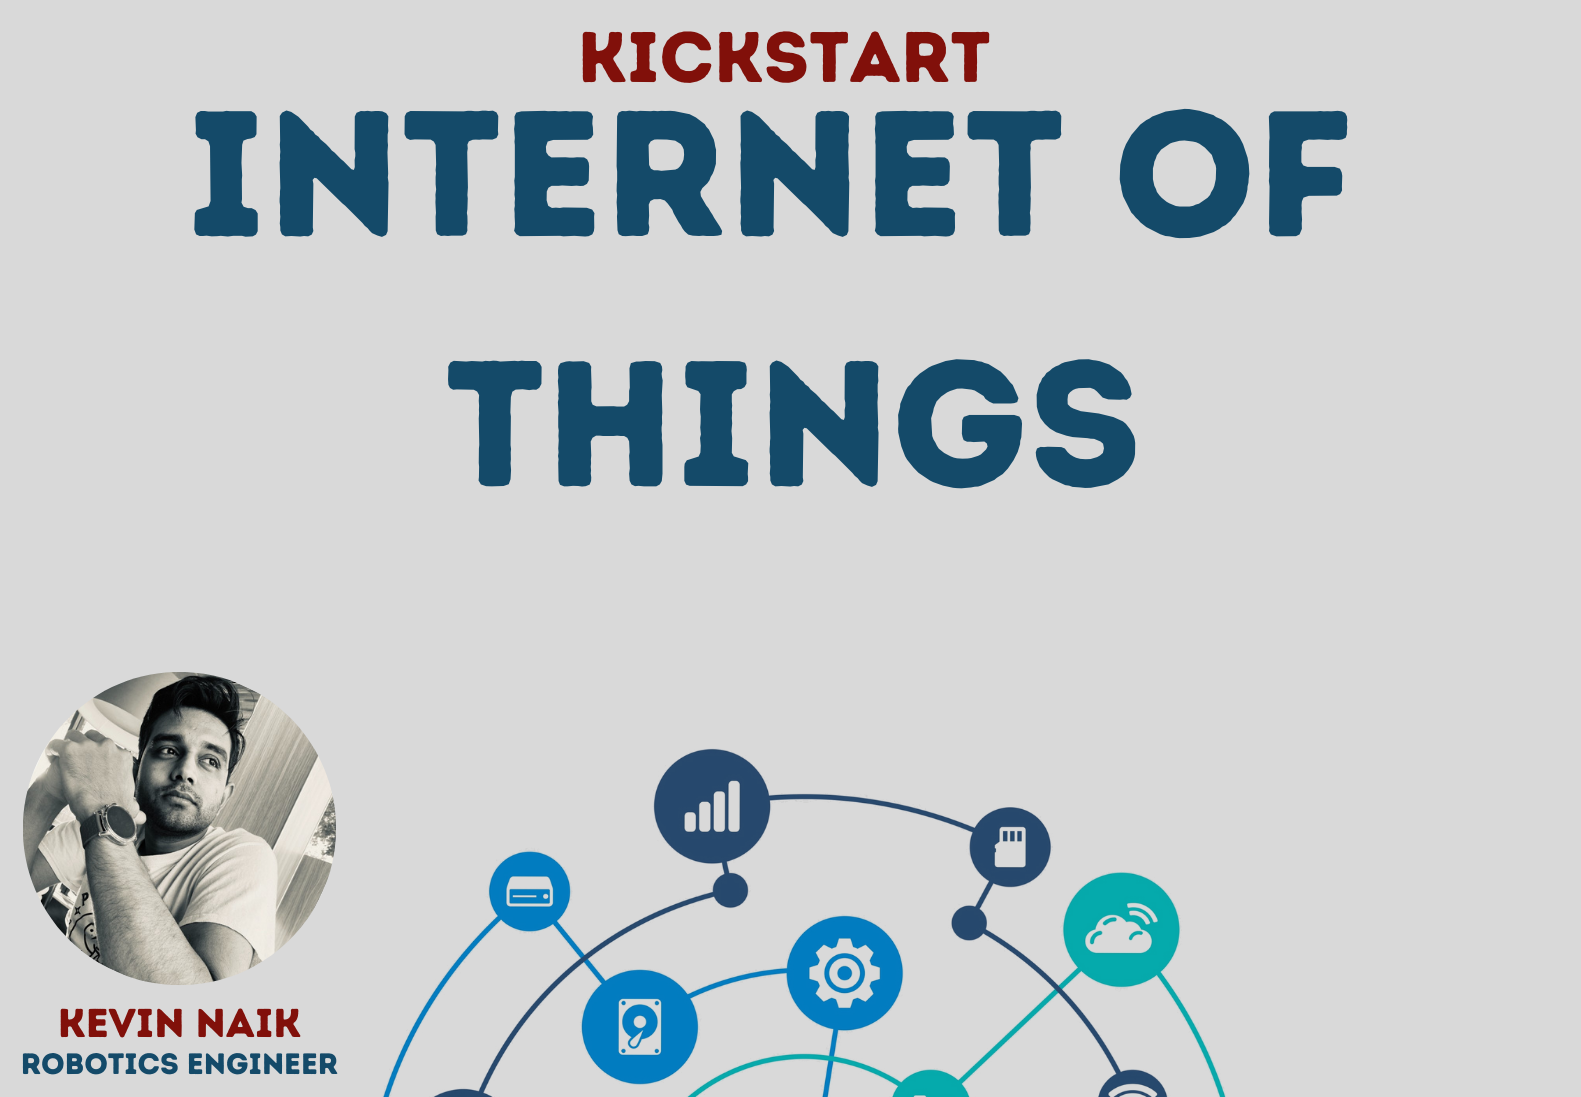 KICKSTART
INTERNET OF
THINGS
KEVIN NAIK
ROBOTICS ENGINEER